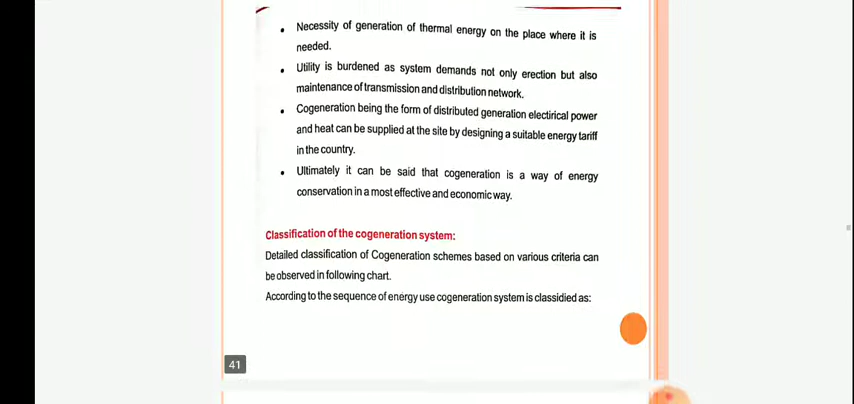 • Necessity of generation of thermal energy on the place where it is
needed.
• Utility is burdened as system demands not only erection but also
maintenance of transmission and distribution network.
• Cogeneration being the form of distributed generation electirical power
and heat can be supplied at the site by designing a suitable energy tariff
in the country.
• Ultimately it can be said that cogeneration is a way of energy
conservation in a most effective and economic way.
Classification of the cogeneration system:
Detailed classification of Cogeneration schemes based on various criteria can
be observed in following chart.
According to the sequence of energy use cogeneration system is classidied as:
41